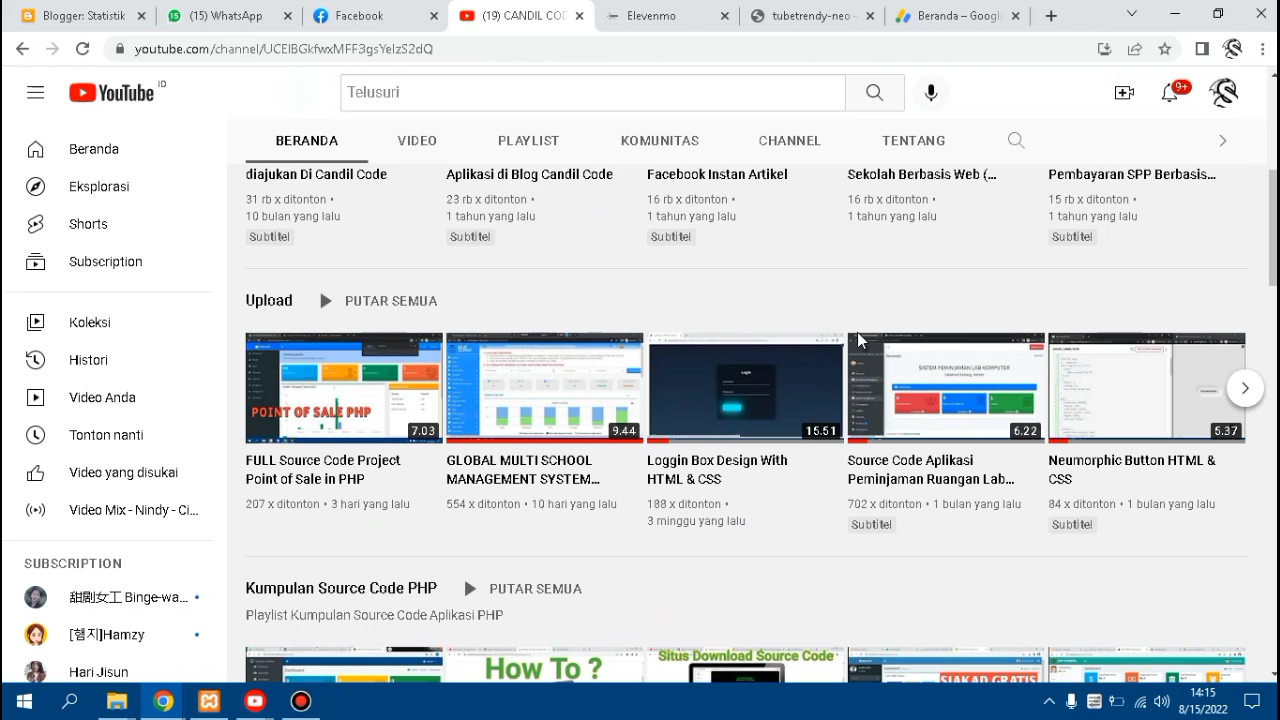 Blogger: Statistik
(15) WhatsApp
Facebook
(19) CANDIL COD
Elevenmo
tubetrendy-neo -
Beranda – Google
youtube.com/channel/UCEIBGkfwxMFF3gsYeIzS2dQ
YouTube ID
Telusuri
9+
Beranda
Eksplorasi
Shorts
Subscription
Koleksi
Histori
Video Anda
Tonton nanti
Video yang disukai
Video Mix - Nindy - Ci...
SUBSCRIPTION
甜剧女工 Binge-wa...
[햄지]Hamzy
Hari Jisun
BERANDA VIDEO PLAYLIST KOMUNITAS CHANNEL TENTANG
diajukan Di Candil Code
31 rb x ditonton •
10 bulan yang lalu
Subtitel
Aplikasi di Blog Candil Code
23 rb x ditonton •
1 tahun yang lalu
Subtitel
Facebook Instan Artikel
16 rb x ditonton •
1 tahun yang lalu
Subtitel
Sekolah Berbasis Web (...
16 rb x ditonton •
1 tahun yang lalu
Pembayaran SPP Berbasis...
15 rb x ditonton •
1 tahun yang lalu
Subtitel
Upload PUTAR SEMUA
POINT OF SALE PHP
7.03
FULL Source Code Project
Point of Sale in PHP
207 x ditonton • 3 hari yang lalu
9.44
GLOBAL MULTI SCHOOL
MANAGEMENT SYSTEM...
554 x ditonton • 10 hari yang lalu
Login
15.51
Loggin Box Design With
HTML & CSS
188 x ditonton •
3 minggu yang lalu
SISTEM PEMINJAMAN LAB KOMPUTER
6.22
Source Code Aplikasi
Peminjaman Ruangan Lab...
702 x ditonton • 1 bulan yang lalu
Subtitel
5.37
Neumorphic Button HTML &
CSS
84 x ditonton • 1 bulan yang lalu
Subtitel
Kumpulan Source Code PHP PUTAR SEMUA
Playlist Kumpulan Source Code Aplikasi PHP
How To ?
Situs Download Source Code
SIAKAD GRATIS
14:15
8/15/2022